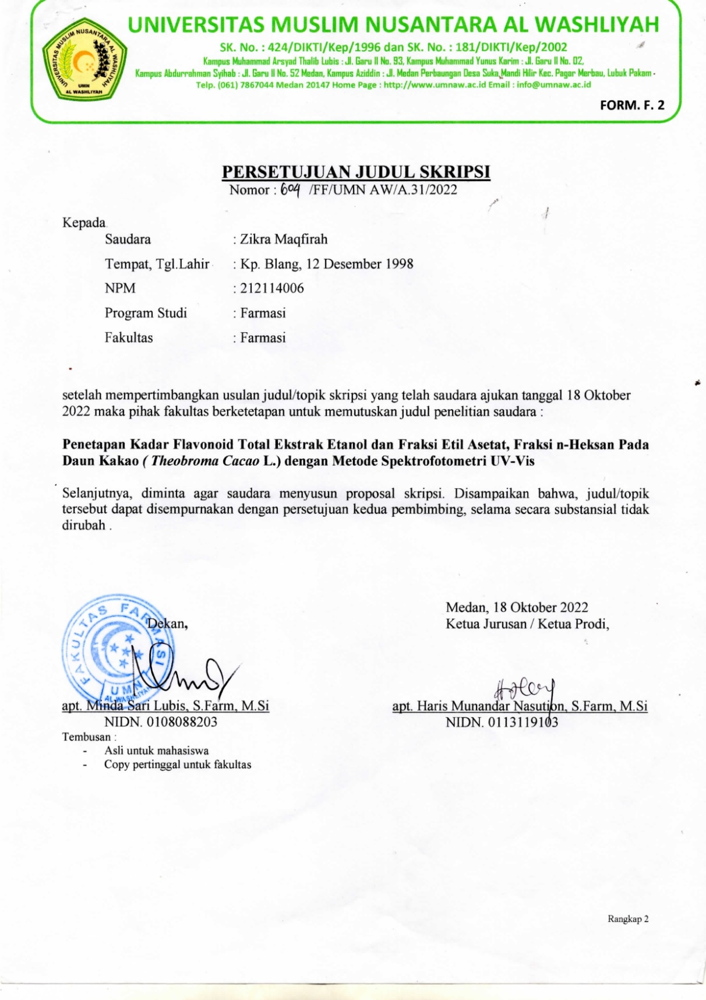 UNIVERSITAS MUSLIM NUSANTARA AL WASHLIYAH
UNIVERSITAS MUSLIM NUSANTARA AL WASHLIYAH
UMN
AL WASHLIYAH
SK. No. : 424/DIKTI/Kep/1996 dan SK. No. : 181/DIKTI/Kep/2002
Kampus Muhammad Arsyad Thalib Lubis : Jl. Garu II No. 93, Kampus Muhammad Yunus Karim : Jl. Garu II No. 02,
Kampus Abdurrahman Syihab : Jl. Garu II No. 52 Medan, Kampus Aziddin : Jl. Medan Perbaungan Desa Suka Mandi Hilir Kec. Pagar Merbau, Lubuk Pakam
Telp. (061) 7867044 Medan 20147 Home Page : http://www.umnaw.ac.id Email : info@umnaw.ac.id
FORM. F. 2
PERSETUJUAN JUDUL SKRIPSI
Nomor : 604 /FF/UMN AW/A.31/2022
Kepada
Saudara : Zikra Maqfirah
Tempat, Tgl.Lahir : Kp. Blang, 12 Desember 1998
NPM : 212114006
Program Studi : Farmasi
Fakultas : Farmasi
setelah mempertimbangkan usulan judul/topik skripsi yang telah saudara ajukan tanggal 18 Oktober
2022 maka pihak fakultas berketetapan untuk memutuskan judul penelitian saudara :
Penetapan Kadar Flavonoid Total Ekstrak Etanol dan Fraksi Etil Asetat, Fraksi n-Heksan Pada
Daun Kakao ( Theobroma Cacao L.) dengan Metode Spektrofotometri UV-Vis
Selanjutnya, diminta agar saudara menyusun proposal skripsi. Disampaikan bahwa, judul/topik
tersebut dapat disempurnakan dengan persetujuan kedua pembimbing, selama secara substansial tidak
dirubah .
Medan, 18 Oktober 2022
Dekan, Ketua Jurusan / Ketua Prodi,
FAKULTAS FARMASI
UMN
AL WASHLIYAH
apt. Minda Sari Lubis, S.Farm, M.Si apt. Haris Munandar Nasution, S.Farm, M.Si
NIDN. 0108088203 NIDN. 0113119103
Tembusan :
- Asli untuk mahasiswa
- Copy pertinggal untuk fakultas
Rangkap 2